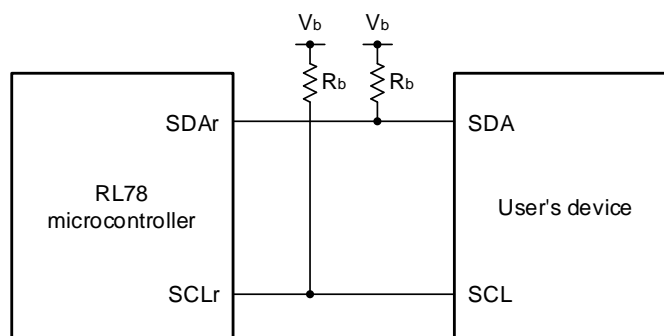 Vb Vb
Rb Rb
SDAr SDA
RL78
microcontroller
User's device
SCLr SCL